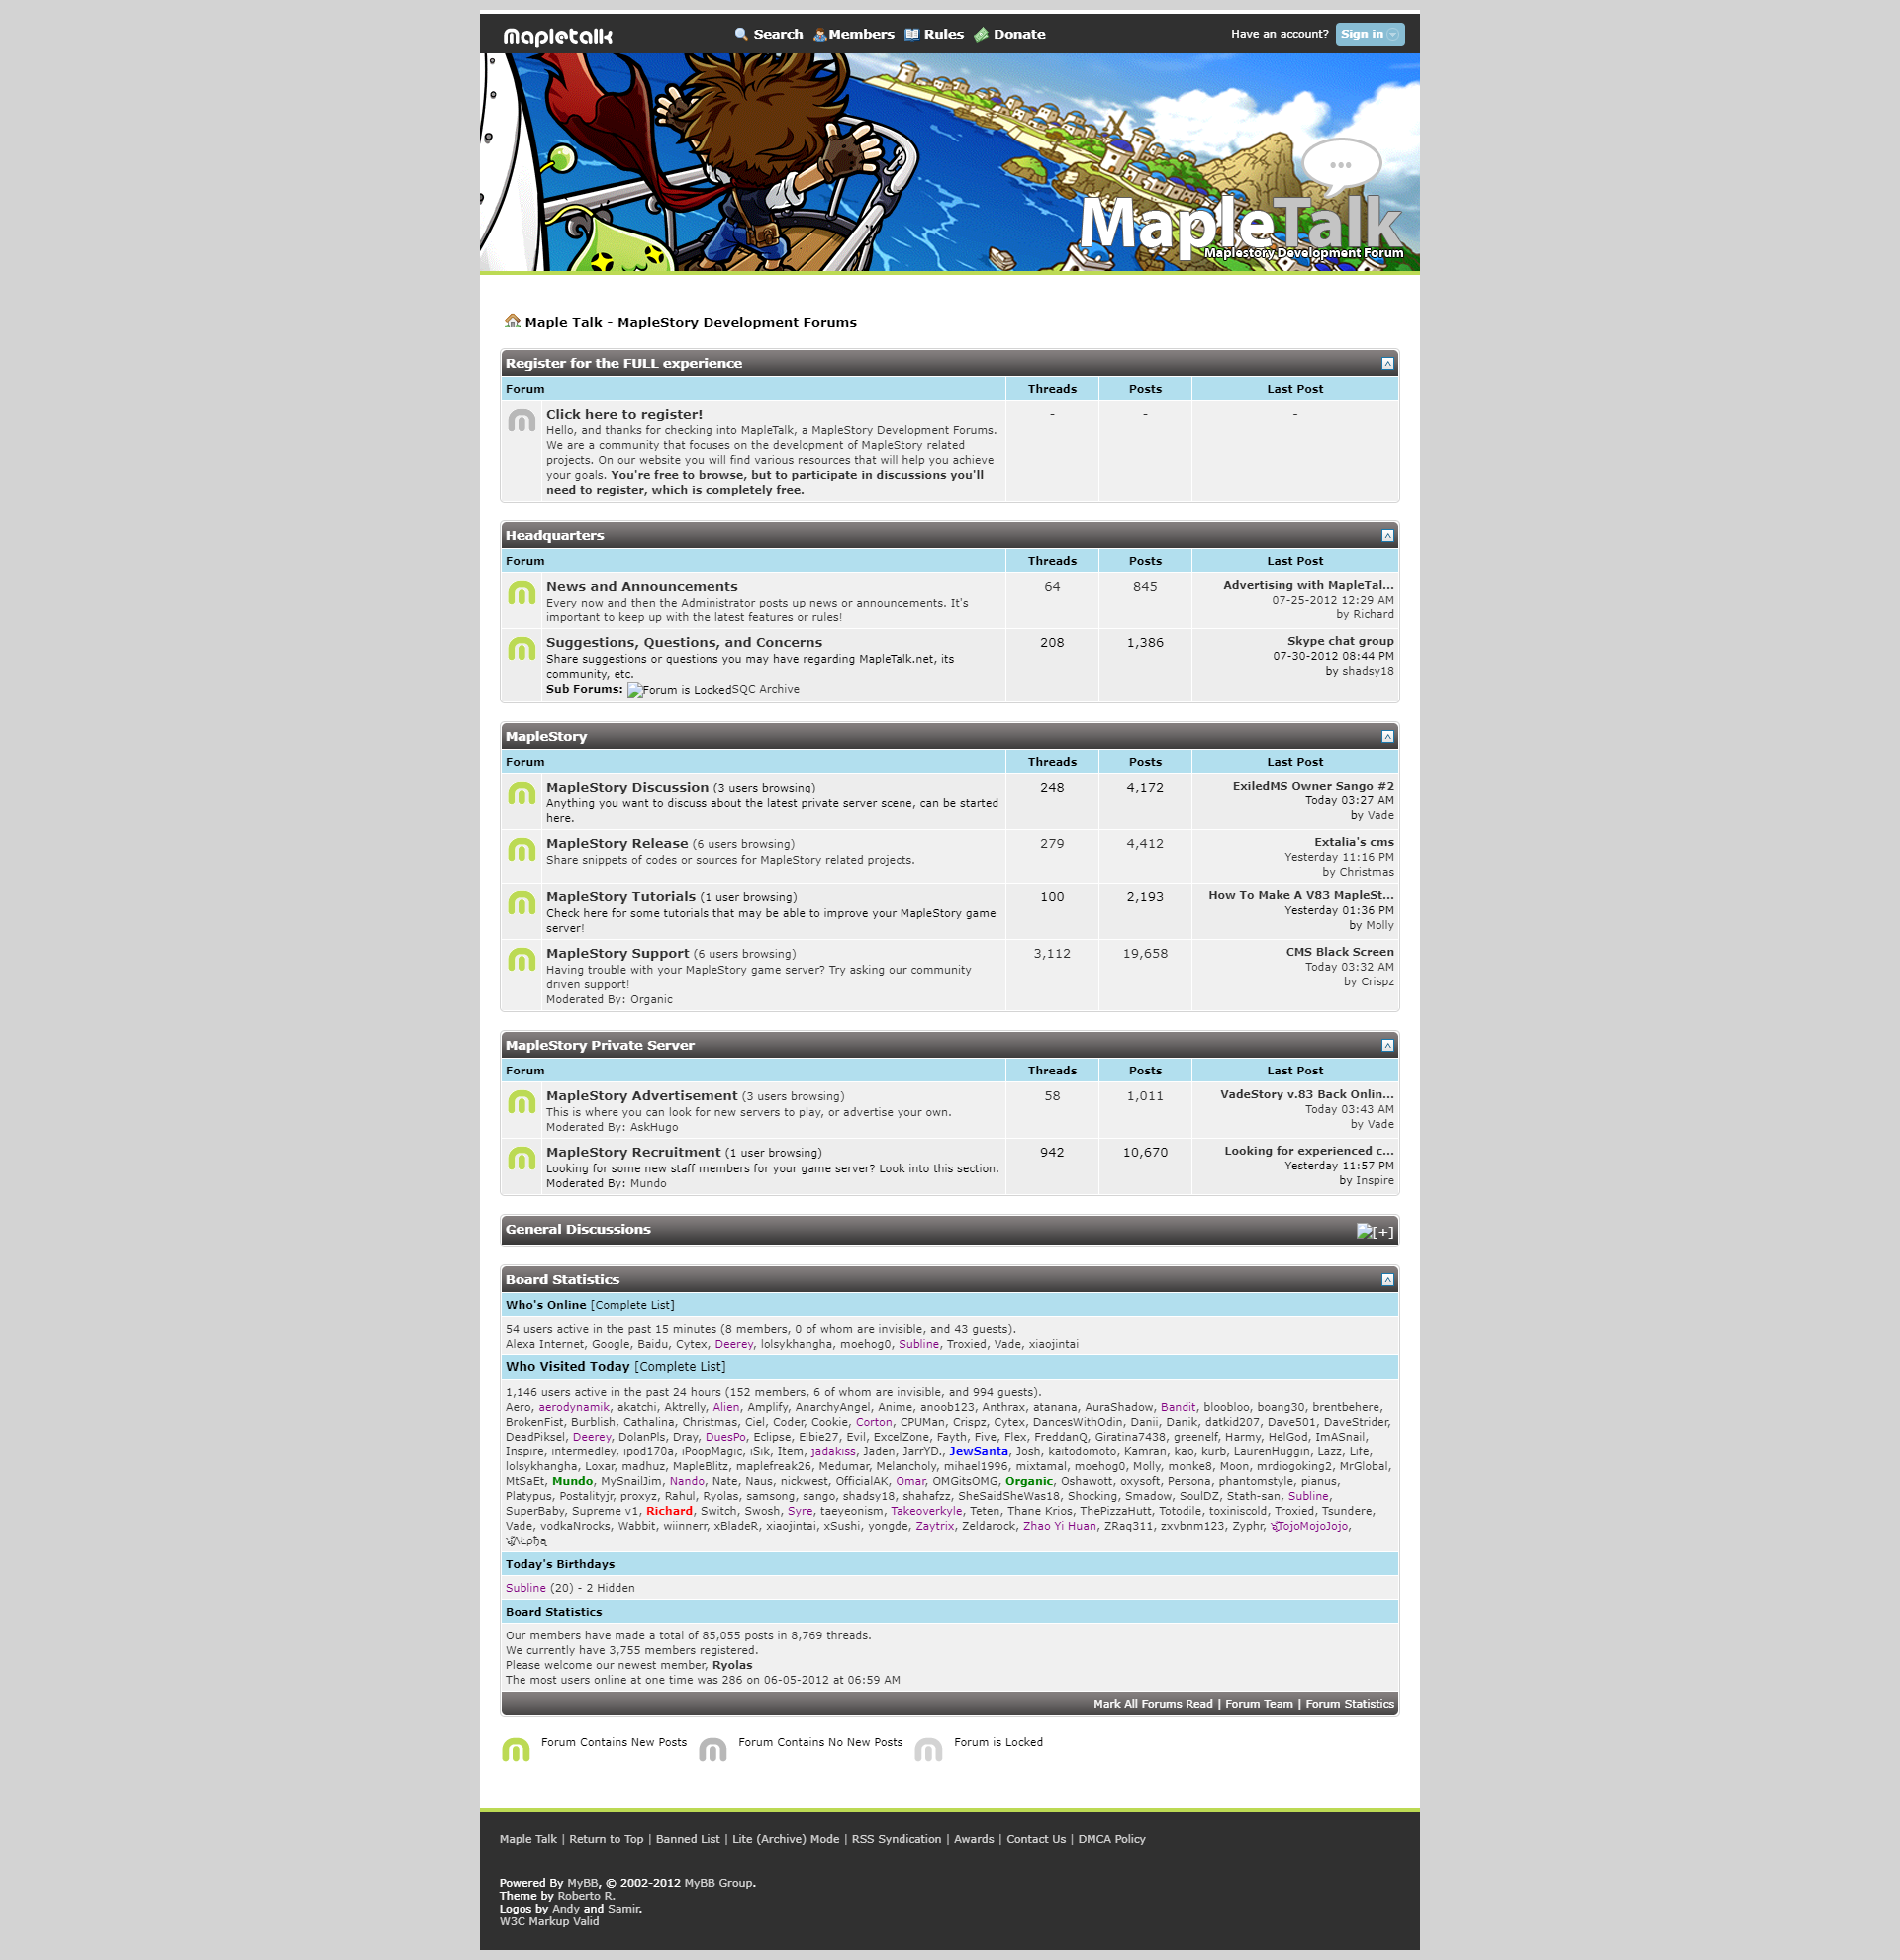 Mapletalk Search Members Rules Donate Have an account? Sign in
MapleTalk
Maplestory Development Forum
Maple Talk - MapleStory Development Forums
Register for the FULL experience
Forum Threads Posts Last Post
Click here to register! - - -
Hello, and thanks for checking into MapleTalk, a MapleStory Development Forums.
We are a community that focuses on the development of MapleStory related
projects. On our website you will find various resources that will help you achieve
your goals. You're free to browse, but to participate in discussions you'll
need to register, which is completely free.
Headquarters
Forum Threads Posts Last Post
News and Announcements 64 845 Advertising with MapleTal...
Every now and then the Administrator posts up news or announcements. It's 07-25-2012 12:29 AM
important to keep up with the latest features or rules! by Richard
Suggestions, Questions, and Concerns 208 1,386 Skype chat group
Share suggestions or questions you may have regarding MapleTalk.net, its 07-30-2012 08:44 PM
community, etc. by shadsy18
Sub Forums: Forum is LockedSQC Archive
MapleStory
Forum Threads Posts Last Post
MapleStory Discussion (3 users browsing) 248 4,172 ExiledMS Owner Sango #2
Anything you want to discuss about the latest private server scene, can be started Today 03:27 AM
here. by Vade
MapleStory Release (6 users browsing) 279 4,412 Extalia's cms
Share snippets of codes or sources for MapleStory related projects. Yesterday 11:16 PM
by Christmas
MapleStory Tutorials (1 user browsing) 100 2,193 How To Make A V83 MapleSt...
Check here for some tutorials that may be able to improve your MapleStory game Yesterday 01:36 PM
server! by Molly
MapleStory Support (6 users browsing) 3,112 19,658 CMS Black Screen
Having trouble with your MapleStory game server? Try asking our community Today 03:32 AM
driven support! by Crispz
Moderated By: Organic
MapleStory Private Server
Forum Threads Posts Last Post
MapleStory Advertisement (3 users browsing) 58 1,011 VadeStory v.83 Back Onlin...
This is where you can look for new servers to play, or advertise your own. Today 03:43 AM
Moderated By: AskHugo by Vade
MapleStory Recruitment (1 user browsing) 942 10,670 Looking for experienced c...
Looking for some new staff members for your game server? Look into this section. Yesterday 11:57 PM
Moderated By: Mundo by Inspire
General Discussions [+]
Board Statistics
Who's Online [Complete List]
54 users active in the past 15 minutes (8 members, 0 of whom are invisible, and 43 guests).
Alexa Internet, Google, Baidu, Cytex, Deerey, lolsykhangha, moehog0, Subline, Troxied, Vade, xiaojintai
Who Visited Today [Complete List]
1,146 users active in the past 24 hours (152 members, 6 of whom are invisible, and 994 guests).
Aero, aerodynamik, akatchi, Aktrelly, Alien, Amplify, AnarchyAngel, Anime, anoob123, Anthrax, atanana, AuraShadow, Bandit, bloobloo, boang30, brentbehere,
BrokenFist, Burblish, Cathalina, Christmas, Ciel, Coder, Cookie, Corton, CPUMan, Crispz, Cytex, DancesWithOdin, Danii, Danik, datkid207, Dave501, DaveStrider,
DeadPiksel, Deerey, DolanPls, Dray, DuesPo, Eclipse, Elbie27, Evil, ExcelZone, Fayth, Five, Flex, FreddanQ, Giratina7438, greenelf, Harmy, HelGod, ImASnail,
Inspire, intermedley, ipod170a, iPoopMagic, iSik, Item, jadakiss, Jaden, JarrYD., JewSanta, Josh, kaitodomoto, Kamran, kao, kurb, LaurenHuggin, Lazz, Life,
lolsykhangha, Loxar, madhuz, MapleBlitz, maplefreak26, Medumar, Melancholy, mihael1996, mixtamal, moehog0, Molly, monke8, Moon, mrdiogoking2, MrGlobal,
MtSaEt, Mundo, MySnailJim, Nando, Nate, Naus, nickwest, OfficialAK, Omar, OMGitsOMG, Organic, Oshawott, oxysoft, Persona, phantomstyle, pianus,
Platypus, Postalityjr, proxyz, Rahul, Ryolas, samsong, sango, shadsy18, shahafzz, SheSaidSheWas18, Shocking, Smadow, SoulDZ, Stath-san, Subline,
SuperBaby, Supreme v1, Richard, Switch, Swosh, Syre, taeyeonism, Takeoverkyle, Teten, Thane Krios, ThePizzaHutt, Totodile, toxiniscold, Troxied, Tsundere,
Vade, vodkaNrocks, Wabbit, wiinnerr, xBladeR, xiaojintai, xSushi, yongde, Zaytrix, Zeldarock, Zhao Yi Huan, ZRaq311, zxvbnm123, Zyphr, TojoMojoJojo,
Today's Birthdays
Subline (20) - 2 Hidden
Board Statistics
Our members have made a total of 85,055 posts in 8,769 threads.
We currently have 3,755 members registered.
Please welcome our newest member, Ryolas
The most users online at one time was 286 on 06-05-2012 at 06:59 AM
Mark All Forums Read | Forum Team | Forum Statistics
Forum Contains New Posts Forum Contains No New Posts Forum is Locked
Maple Talk | Return to Top | Banned List | Lite (Archive) Mode | RSS Syndication | Awards | Contact Us | DMCA Policy
Powered By MyBB, © 2002-2012 MyBB Group.
Theme by Roberto R.
Logos by Andy and Samir.
W3C Markup Valid